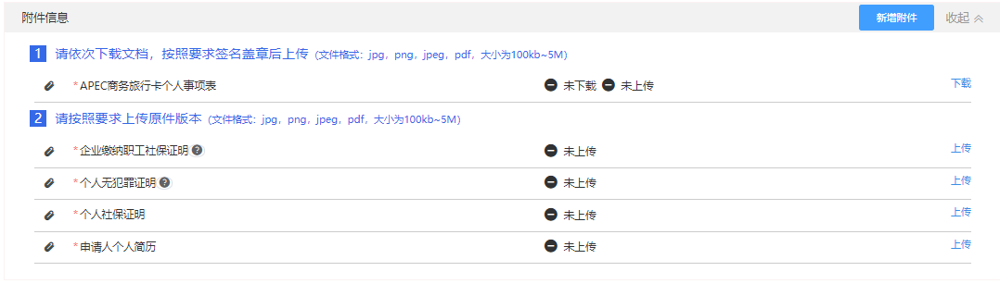 附件信息 新增附件 收起
1 请依次下载文档，按照要求签名盖章后上传（文件格式：jpg，png，jpeg，pdf，大小为100kb~5M）
*APEC商务旅行卡个人事项表 未下载 未上传 下载
2 请按照要求上传原件版本（文件格式：jpg，png，jpeg，pdf，大小为100kb~5M）
*企业缴纳职工社保证明 ? 未上传 上传
*个人无犯罪证明 ? 未上传 上传
*个人社保证明 未上传 上传
*申请人个人简历 未上传 上传